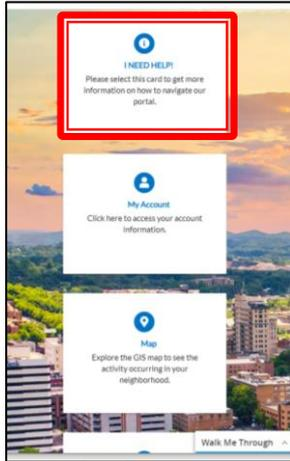 I NEED HELP!
Please select this card to get more
information on how to navigate our
portal.
My Account
Click here to access your account
information.
Map
Explore the GIS map to see the
activity occurring in your
neighborhood.
Walk Me Through